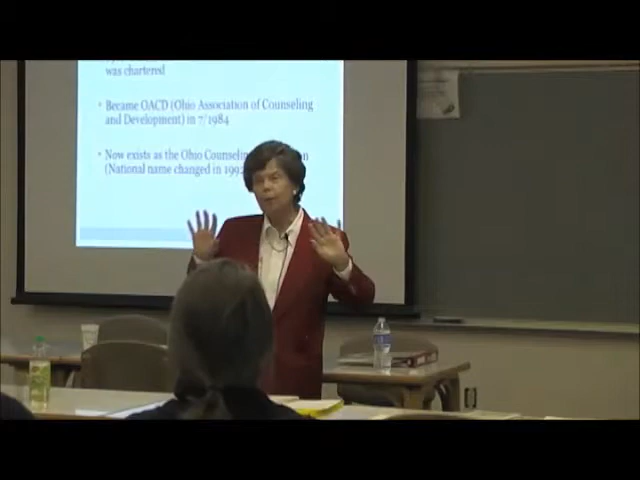 was chartered
• Became OACD (Ohio Association of Counseling
and Development) in 7/1984
• Now exists as the Ohio Counseling
(National name changed in 1992